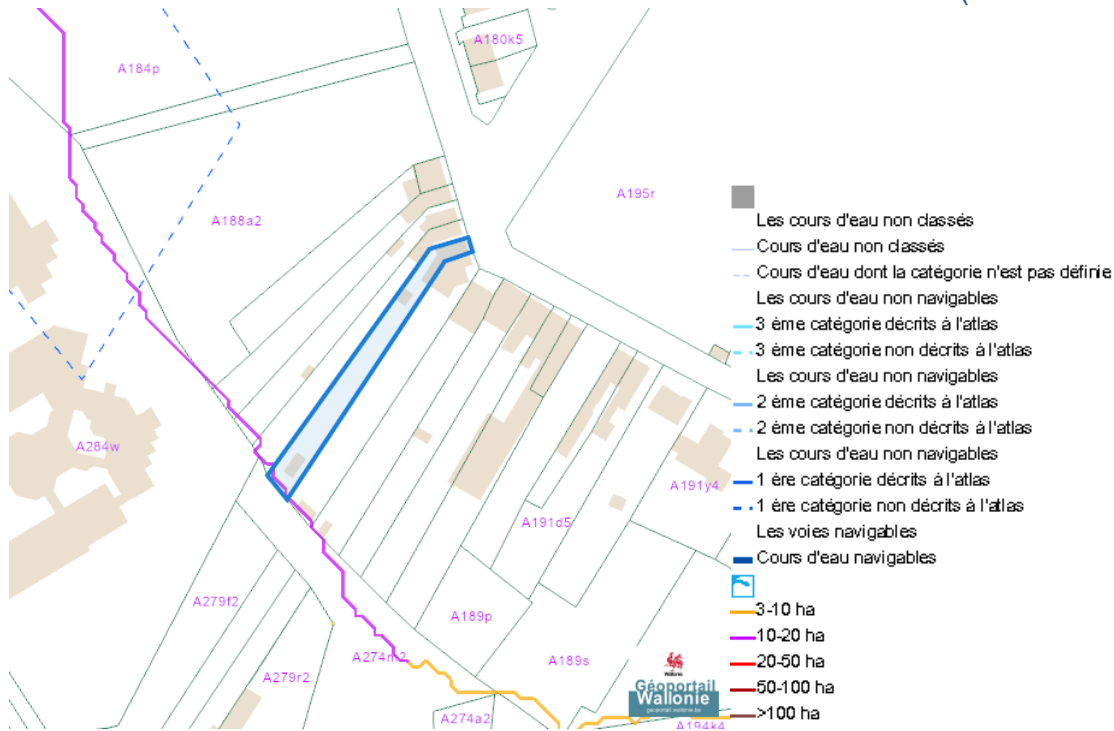 A180k5
A184p
A195r
A188a2
A284w
A191y4
A191d5
A279f2
A189p
A274m2
A189s
A279r2
A274a2
A194k4
Wallonie
Géoportail
Wallonie
geoportail.wallonie.be
Les cours d'eau non classés
Cours d'eau non classés
Cours d'eau dont la catégorie n'est pas définie
Les cours d'eau non navigables
3 ème catégorie décrits à l'atlas
3 ème catégorie non décrits à l'atlas
Les cours d'eau non navigables
2 ème catégorie décrits à l'atlas
2 ème catégorie non décrits à l'atlas
Les cours d'eau non navigables
1 ère catégorie décrits à l'atlas
1 ère catégorie non décrits à l'atlas
Les voies navigables
Cours d'eau navigables
3-10 ha
10-20 ha
20-50 ha
50-100 ha
>100 ha